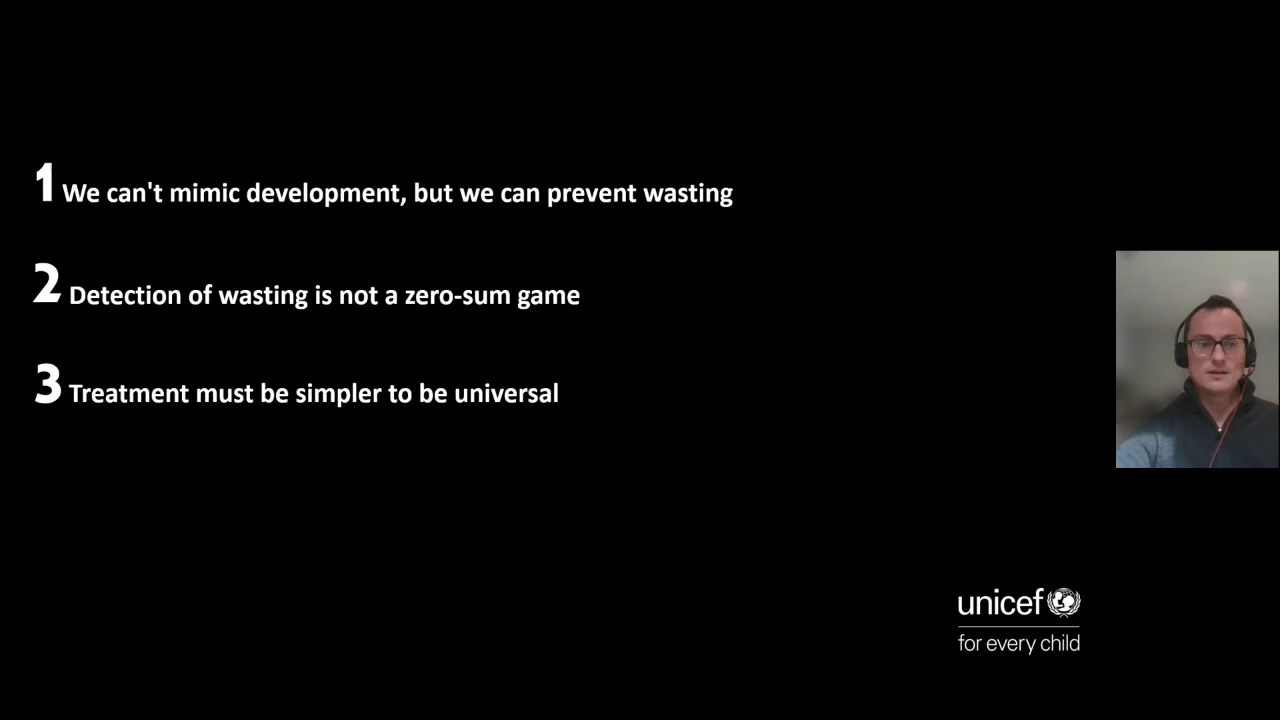 1 We can't mimic development, but we can prevent wasting
2 Detection of wasting is not a zero-sum game
3 Treatment must be simpler to be universal
unicef
for every child